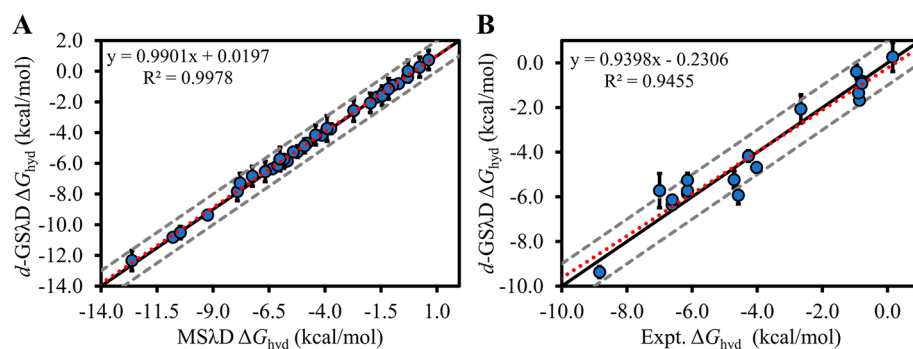 A
y = 0.9901x + 0.0197
R² = 0.9978
2.0
0.0
-2.0
-4.0
-6.0
-8.0
-10.0
-12.0
-14.0
d-GSλD ΔG_hyd (kcal/mol)
-14.0 -11.5 -9.0 -6.5 -4.0 -1.5 1.0
MSλD ΔG_hyd (kcal/mol)
B
y = 0.9398x - 0.2306
R² = 0.9455
0.0
-2.0
-4.0
-6.0
-8.0
-10.0
d-GSλD ΔG_hyd (kcal/mol)
-10.0 -8.0 -6.0 -4.0 -2.0 0.0
Expt. ΔG_hyd (kcal/mol)